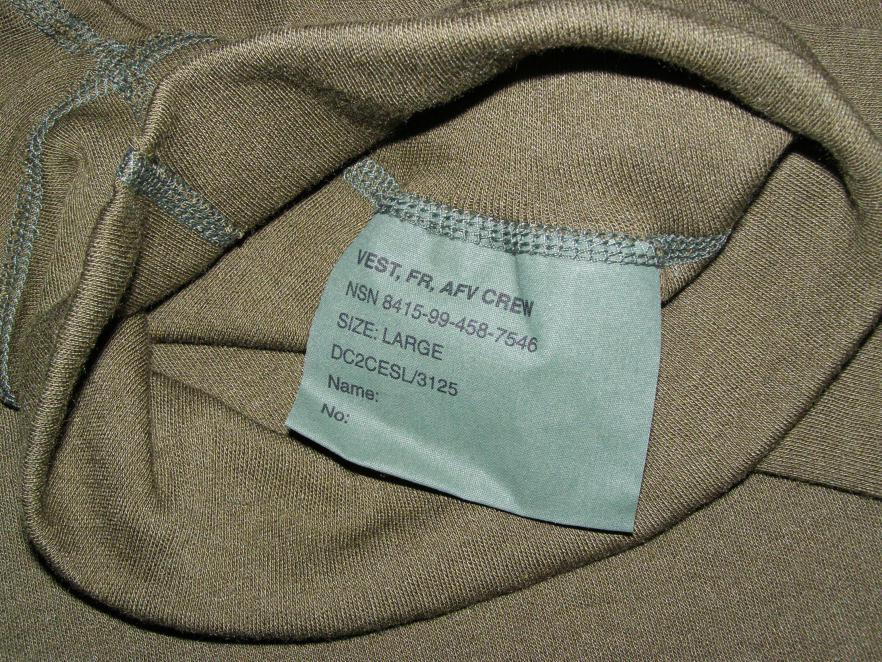 VEST, FR, AFV CREW
NSN 8415-99-458-7546
SIZE: LARGE
DC2CESL/3125
Name:
No: